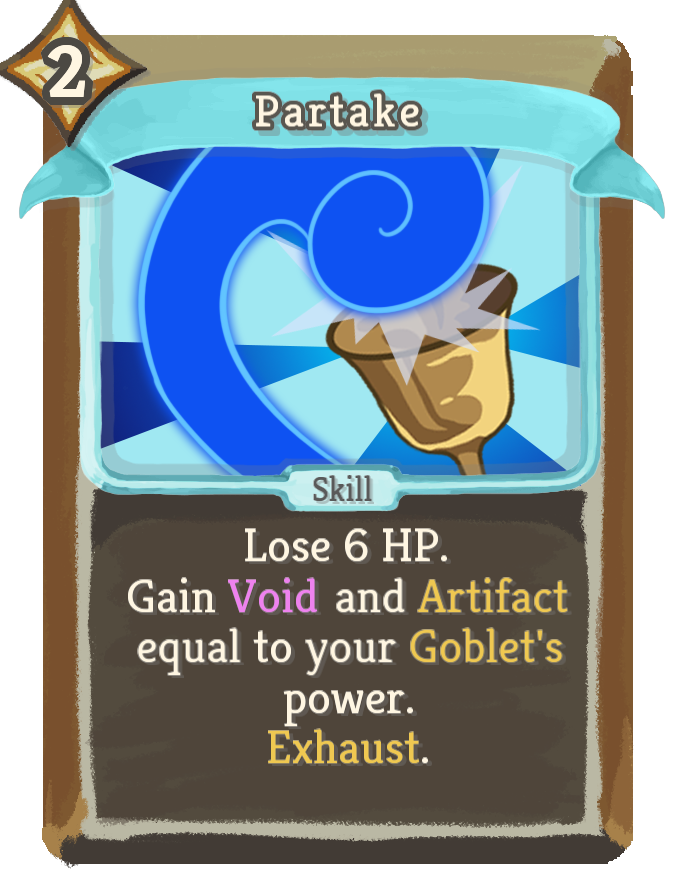 2
Partake
Skill
Lose 6 HP.
Gain Void and Artifact
equal to your Goblet's
power.
Exhaust.